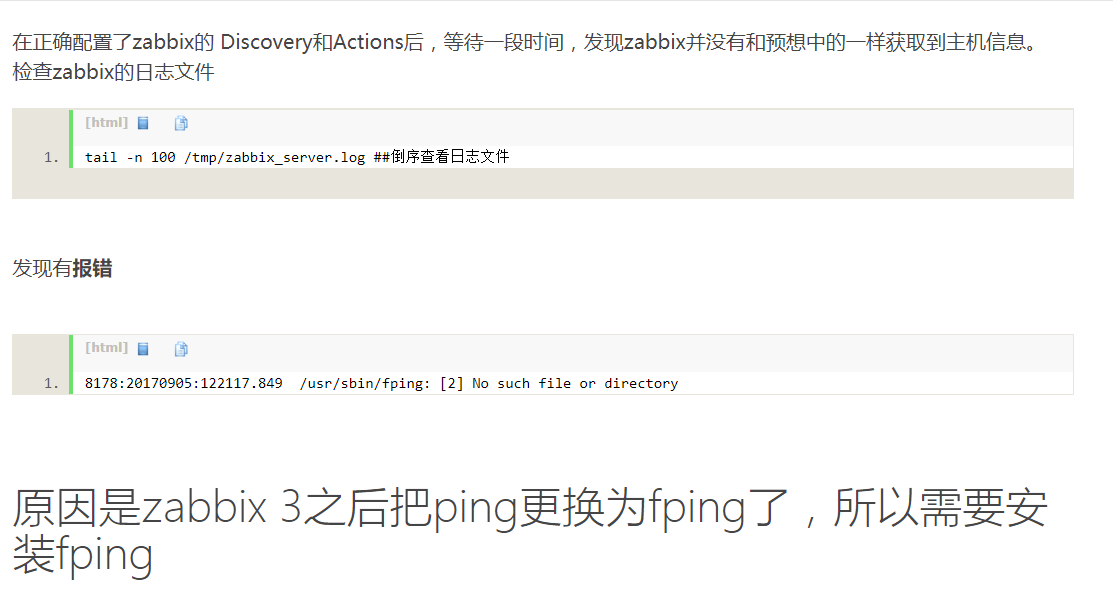 在正确配置了zabbix的 Discovery和Actions后，等待一段时间，发现zabbix并没有和预想中的一样获取到主机信息。
检查zabbix的日志文件
[html]
1. tail -n 100 /tmp/zabbix_server.log ##倒序查看日志文件
发现有报错
[html]
1. 8178:20170905:122117.849  /usr/sbin/fping: [2] No such file or directory
原因是zabbix 3之后把ping更换为fping了，所以需要安
装fping